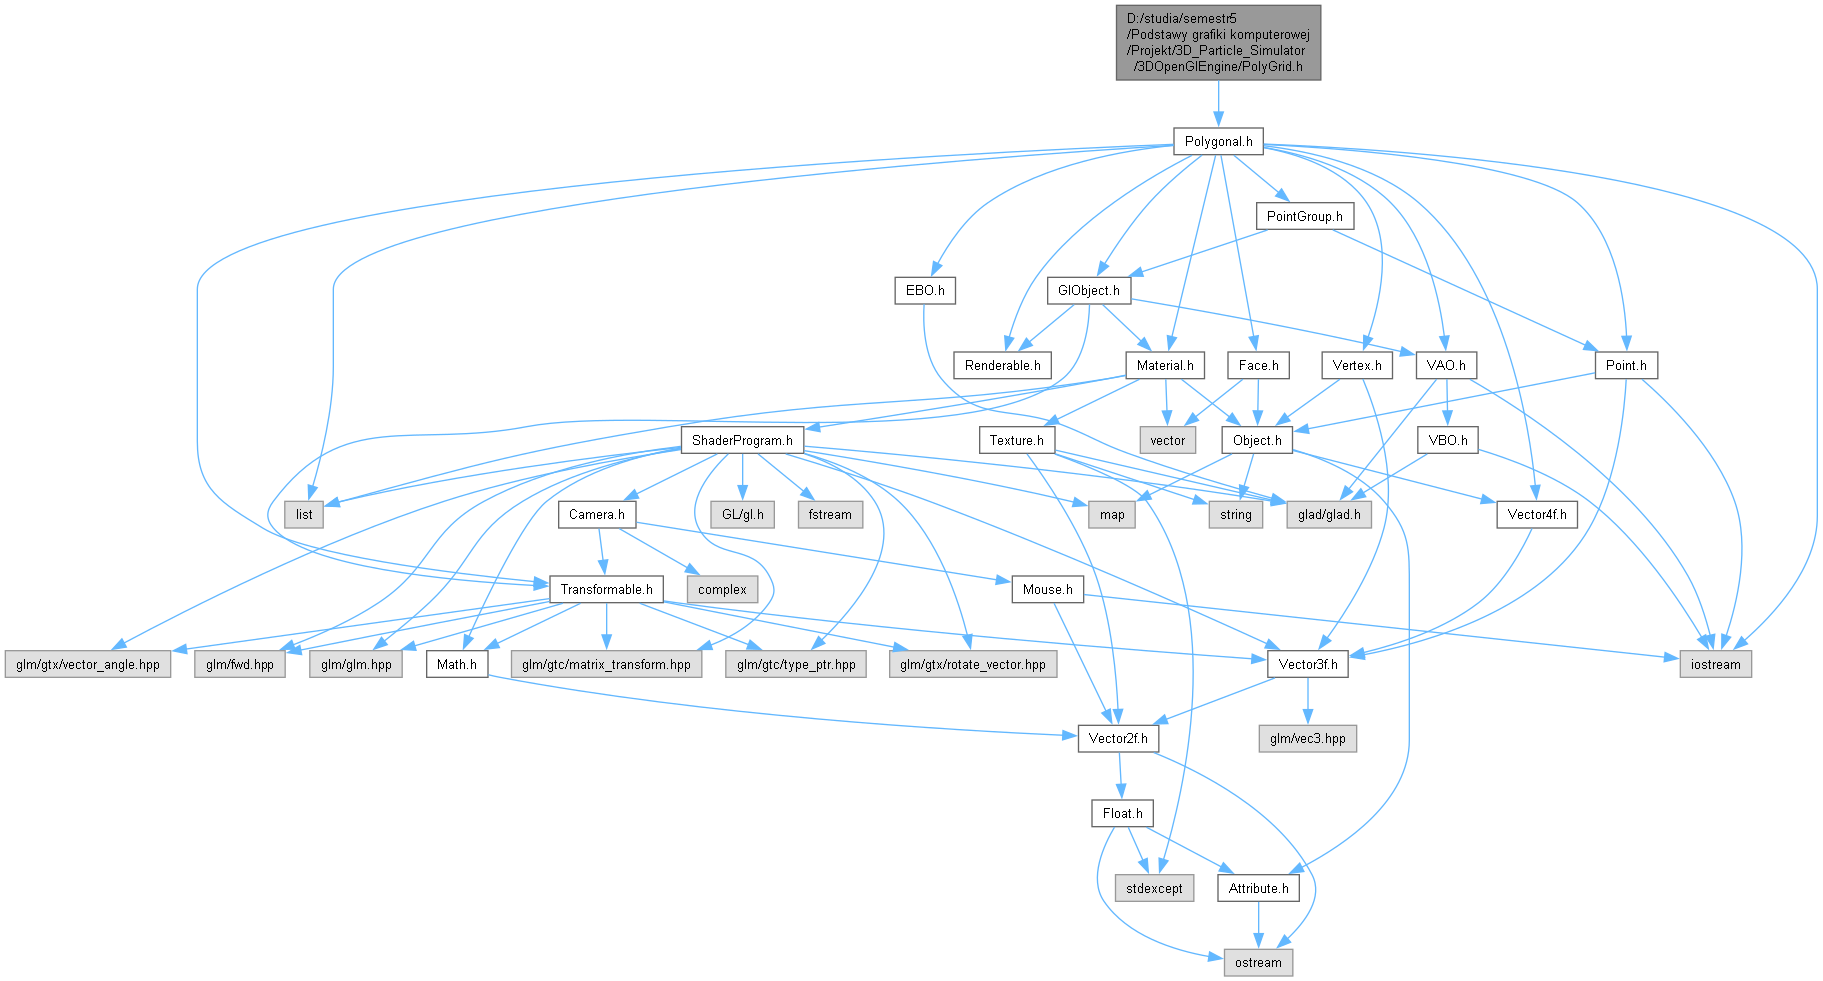 D:/studia/semestr5
/Podstawy grafiki komputerowej
/Projekt/3D_Particle_Simulator
/3DOpenGlEngine/PolyGrid.h
Polygonal.h
PointGroup.h
EBO.h
GlObject.h
Renderable.h
Material.h
Face.h
Vertex.h
VAO.h
Point.h
ShaderProgram.h
Texture.h
vector
Object.h
VBO.h
list
Camera.h
GL/gl.h
fstream
map
string
glad/glad.h
Vector4f.h
Transformable.h
complex
Mouse.h
glm/gtx/vector_angle.hpp
glm/fwd.hpp
glm/glm.hpp
Math.h
glm/gtc/matrix_transform.hpp
glm/gtc/type_ptr.hpp
glm/gtx/rotate_vector.hpp
Vector3f.h
iostream
Vector2f.h
glm/vec3.hpp
Float.h
stdexcept
Attribute.h
ostream